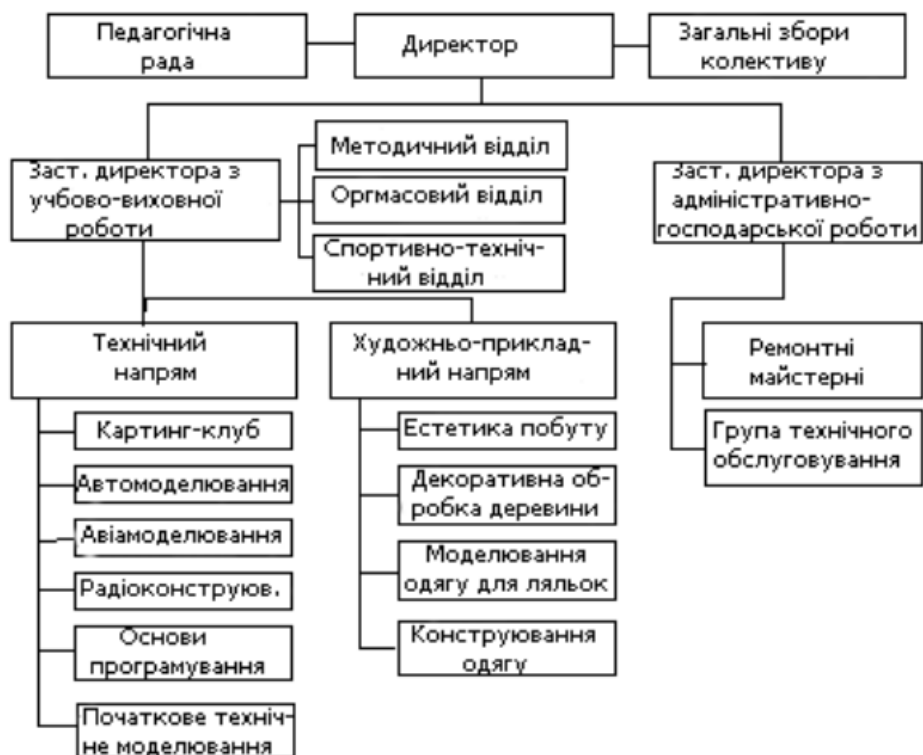 Педагогічна
рада
Директор
Загальні збори
колективу
Заст. директора з
учбово-виховної
роботи
Методичний відділ
Оргмасовий відділ
Спортивно-техніч-
ний відділ
Заст. директора з
адміністративно-
господарської роботи
Технічний
напрям
Картинг-клуб
Автомоделювання
Авіамоделювання
Радіоконструюв.
Основи
програмування
Початкове техніч-
не моделювання
Художньо-приклад-
ний напрям
Естетика побуту
Декоративна об-
робка деревини
Моделювання
одягу для ляльок
Конструювання
одягу
Ремонтні
майстерні
Група технічного
обслуговування